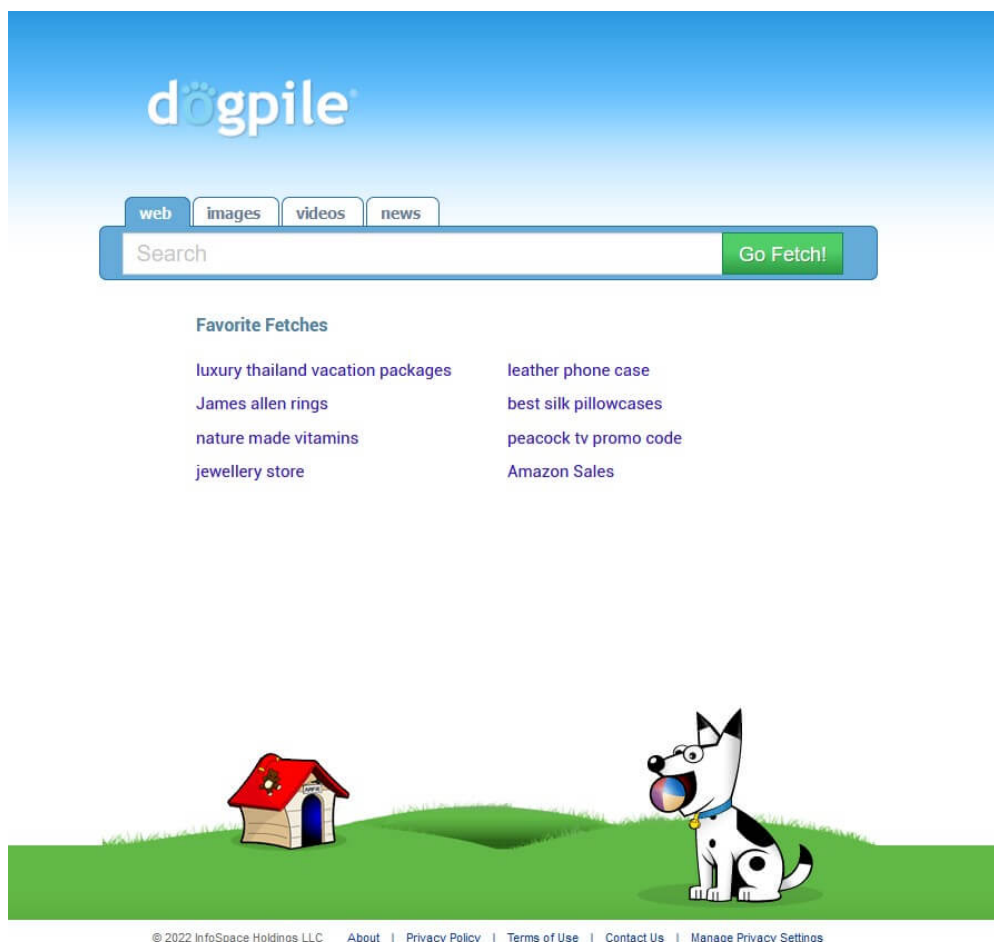 dogpile®
web images videos news
Search Go Fetch!
Favorite Fetches
luxury thailand vacation packages leather phone case
James allen rings best silk pillowcases
nature made vitamins peacock tv promo code
jewellery store Amazon Sales
© 2022 InfoSpace Holdings LLC About | Privacy Policy | Terms of Use | Contact Us | Manage Privacy Settings